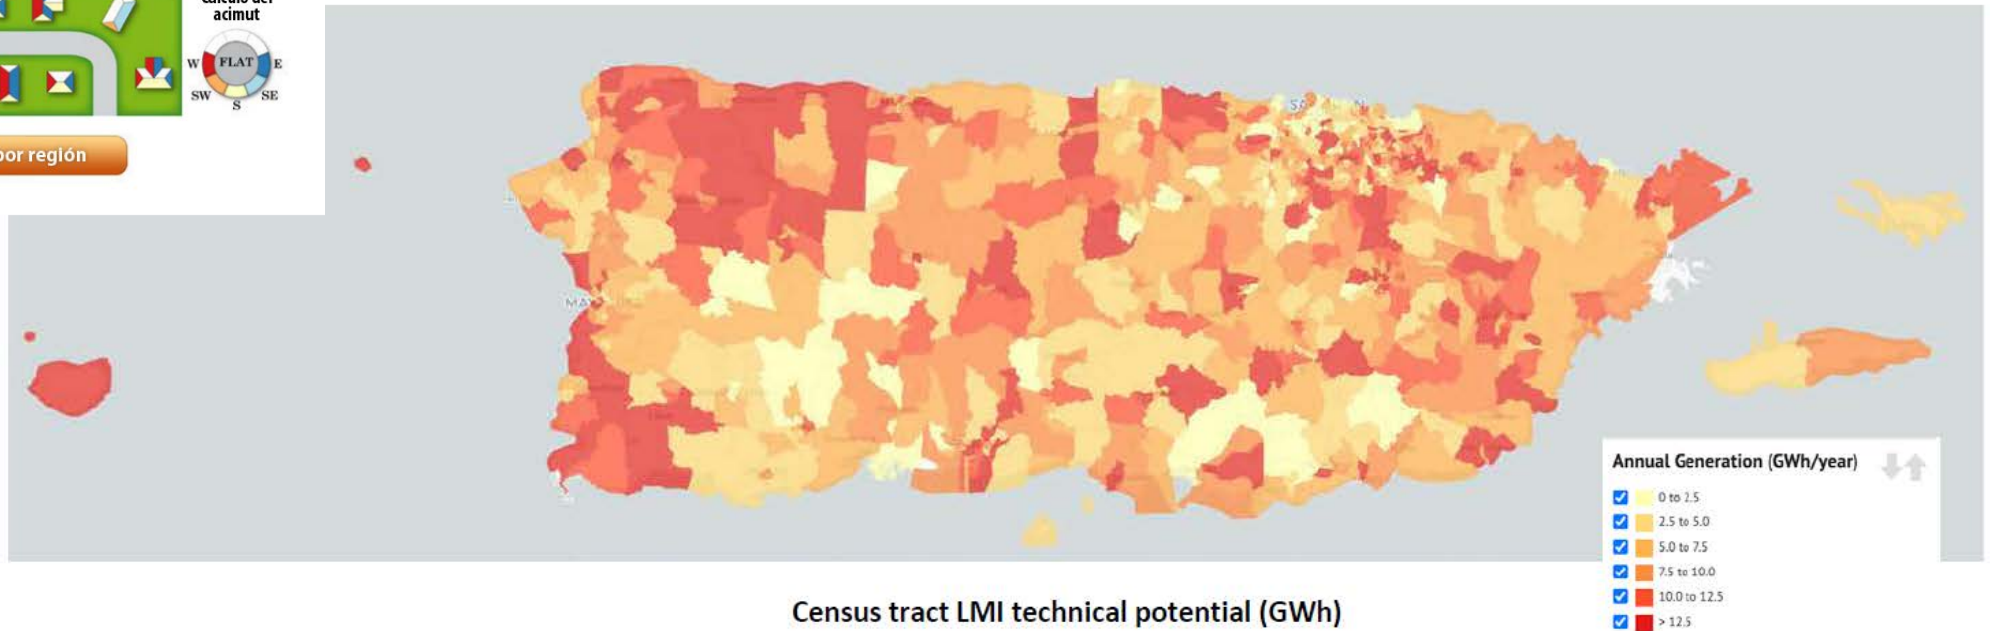 Cálculo del
acimut
W
FLAT
E
SW
S
SE
por región
Annual Generation (GWh/year)
0 to 2.5
2.5 to 5.0
5.0 to 7.5
7.5 to 10.0
10.0 to 12.5
> 12.5
Census tract LMI technical potential (GWh)